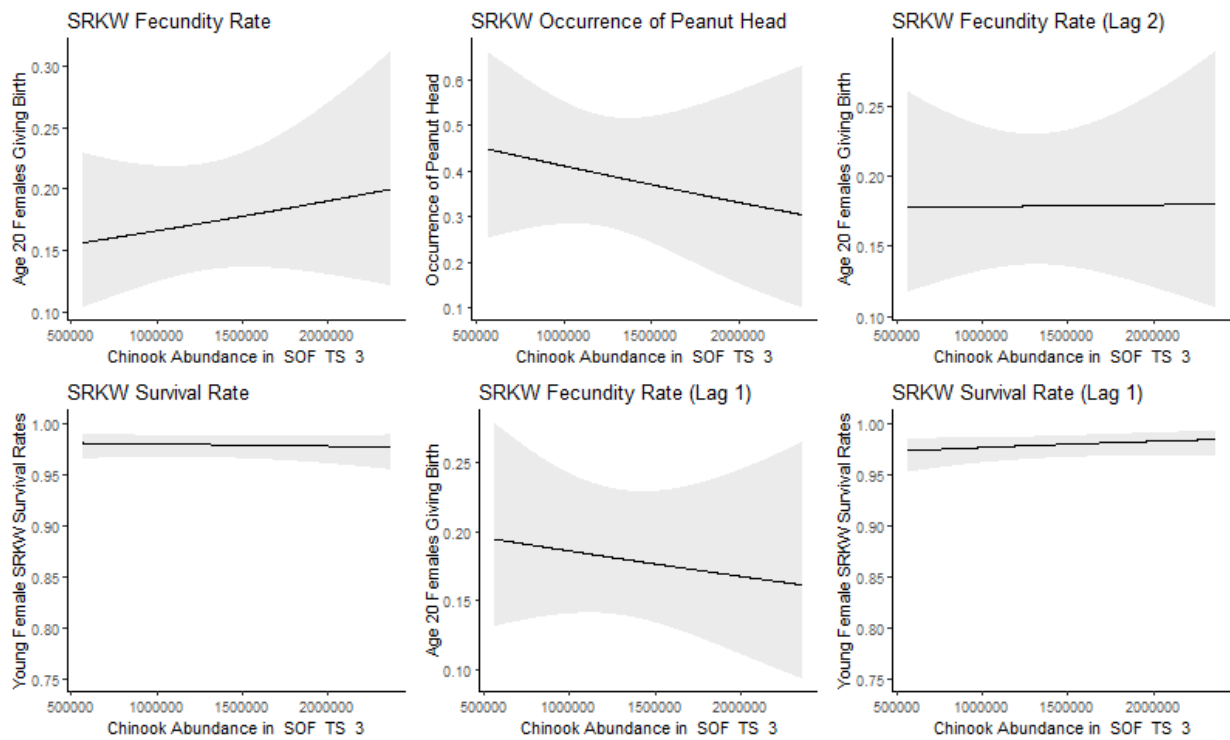 SRKW Fecundity Rate
Age 20 Females Giving Birth
0.30
0.25
0.20
0.15
0.10
500000 1000000 1500000 2000000
Chinook Abundance in SOF TS 3
SRKW Occurrence of Peanut Head
Occurrence of Peanut Head
0.6
0.5
0.4
0.3
0.2
0.1
500000 1000000 1500000 2000000
Chinook Abundance in SOF TS 3
SRKW Fecundity Rate (Lag 2)
Age 20 Females Giving Birth
0.25
0.20
0.15
0.10
500000 1000000 1500000 2000000
Chinook Abundance in SOF TS 3
SRKW Survival Rate
Young Female SRKW Survival Rates
1.00
0.95
0.90
0.85
0.80
0.75
500000 1000000 1500000 2000000
Chinook Abundance in SOF TS 3
SRKW Fecundity Rate (Lag 1)
Age 20 Females Giving Birth
0.25
0.20
0.15
0.10
500000 1000000 1500000 2000000
Chinook Abundance in SOF TS 3
SRKW Survival Rate (Lag 1)
Young Female SRKW Survival Rates
1.00
0.95
0.90
0.85
0.80
0.75
500000 1000000 1500000 2000000
Chinook Abundance in SOF TS 3